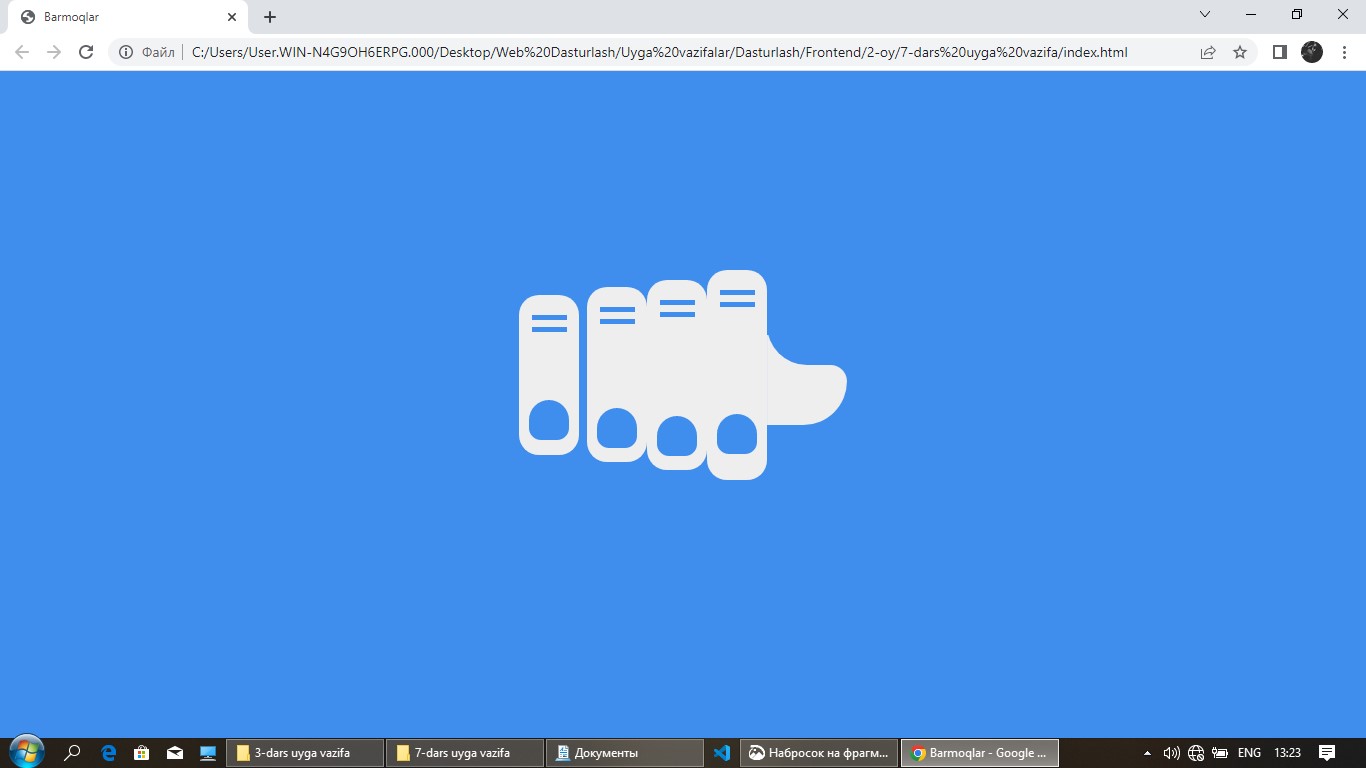 Barmoqlar
Файл
C:/Users/User.WIN-N4G9OH6ERPG.000/Desktop/Web%20Dasturlash/Uyga%20vazifalar/Dasturlash/Frontend/2-oy/7-dars%20uyga%20vazifa/index.html
3-dars uyga vazifa
7-dars uyga vazifa
Документы
Набросок на фрагм...
Barmoqlar - Google ...
ENG
13:23